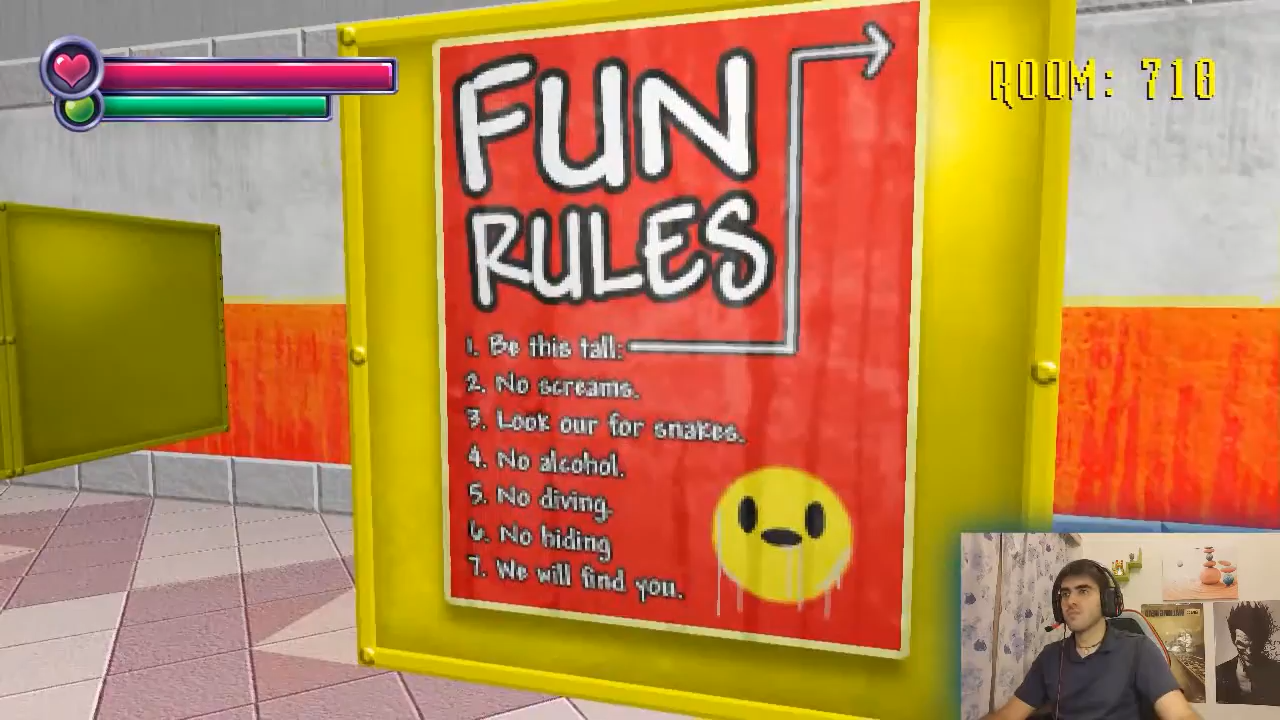 ROOM: 710
FUN
RULES
1. Be this tall:
2. No screams.
3. Look our for snakes.
4. No alcohol.
5. No diving.
6. No hiding
7. We will find you.